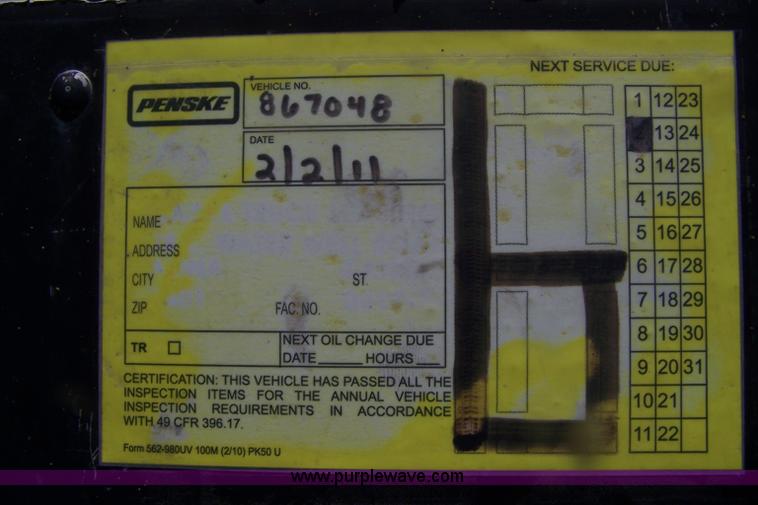 NEXT SERVICE DUE:
PENSKE
VEHICLE NO.
867048
DATE
2/2/11
1 12 23
13 24
3 14 25
4 15 26
5 16 27
6 17 28
7 18 29
8 19 30
9 20 31
10 21
11 22
6
NAME
ADDRESS
CITY ST.
ZIP FAC. NO.
TR
NEXT OIL CHANGE DUE
DATE HOURS
CERTIFICATION: THIS VEHICLE HAS PASSED ALL THE
INSPECTION ITEMS FOR THE ANNUAL VEHICLE
INSPECTION REQUIREMENTS IN ACCORDANCE
WITH 49 CFR 396.17.
Form 562-980UV 100M (2/10) PK50 U
www.purplewave.com